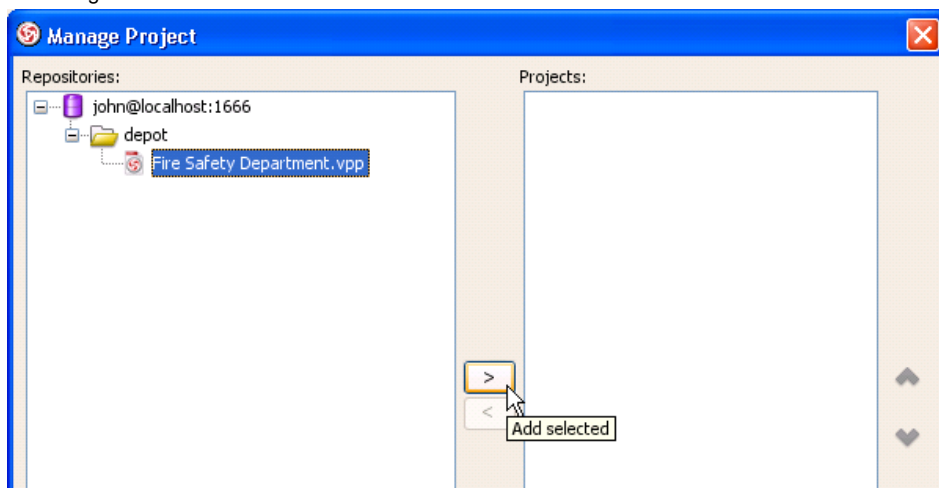 Manage Project
Repositories:
Projects:
john@localhost:1666
depot
Fire Safety Department.vpp
>
<
Add selected